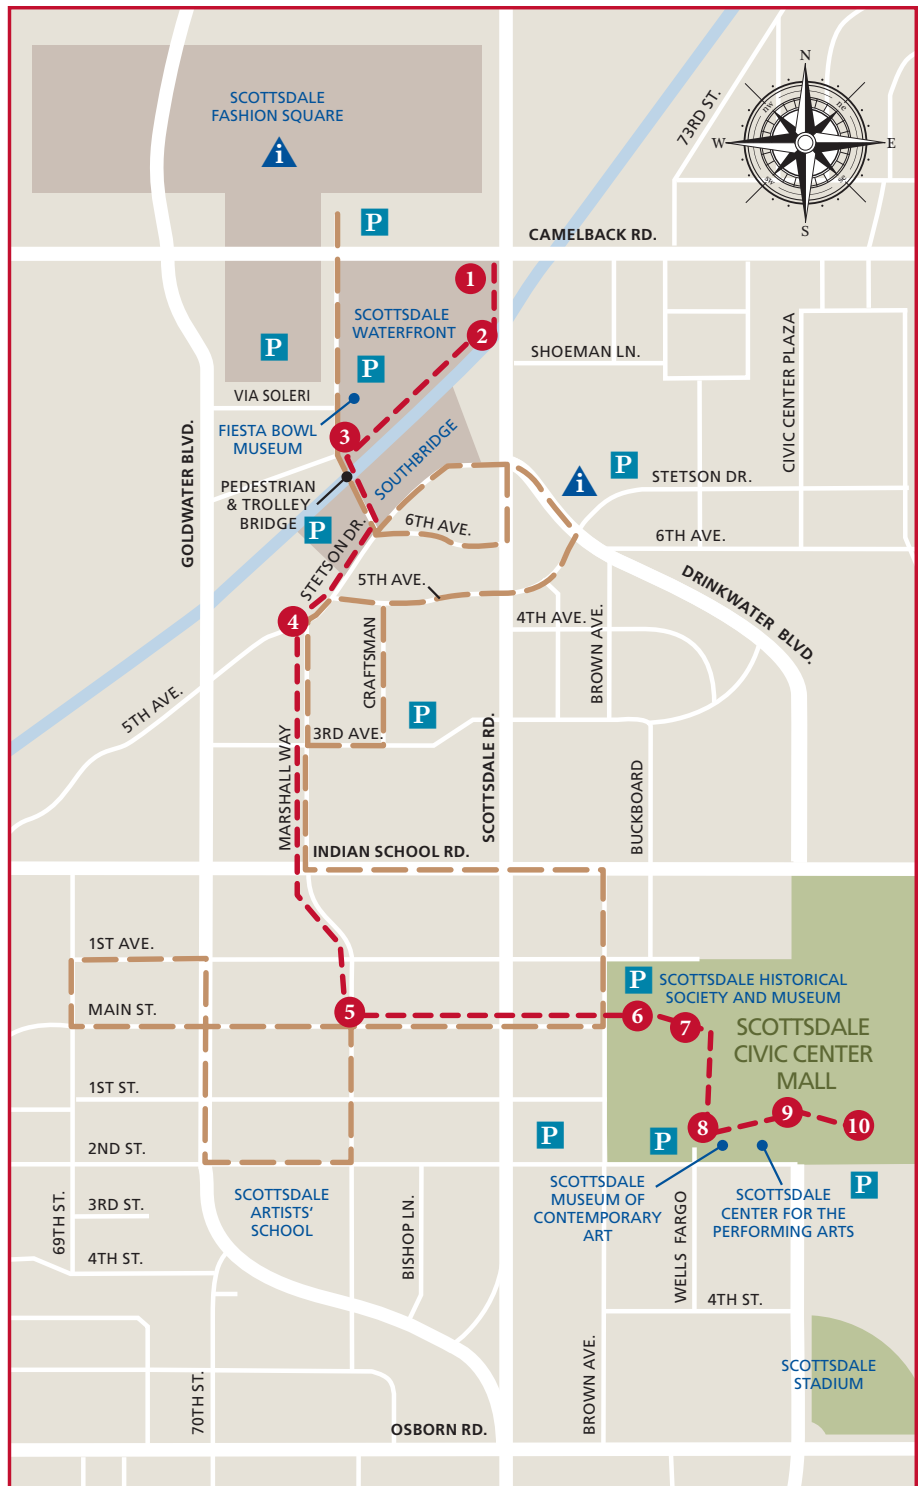 SCOTTSDALE
FASHION SQUARE
i
73RD ST.
N
nw
ne
W
E
sw
se
S
P
CAMELBACK RD.
1
SCOTTSDALE
WATERFRONT
2
P
P
SHOEMAN LN.
CIVIC CENTER PLAZA
VIA SOLERI
FIESTA BOWL
MUSEUM
3
SOUTHBRIDGE
GOLDWATER BLVD.
PEDESTRIAN
& TROLLEY
BRIDGE
P
i
P
STETSON DR.
6TH AVE.
6TH AVE.
STETSON DR.
5TH AVE.
DRINKWATER BLVD.
4
4TH AVE.
BROWN AVE.
CRAFTSMAN
5TH AVE.
P
3RD AVE.
MARSHALL WAY
SCOTTSDALE RD.
BUCKBOARD
INDIAN SCHOOL RD.
1ST AVE.
P
SCOTTSDALE HISTORICAL
SOCIETY AND MUSEUM
MAIN ST.
5
6
7
SCOTTSDALE
CIVIC CENTER
MALL
1ST ST.
8
9
10
2ND ST.
P
P
SCOTTSDALE
MUSEUM OF
CONTEMPORARY
ART
SCOTTSDALE
CENTER FOR THE
PERFORMING ARTS
P
69TH ST.
3RD ST.
SCOTTSDALE
ARTISTS'
SCHOOL
BISHOP LN.
WELLS FARGO
4TH ST.
4TH ST.
SCOTTSDALE
STADIUM
70TH ST.
BROWN AVE.
OSBORN RD.